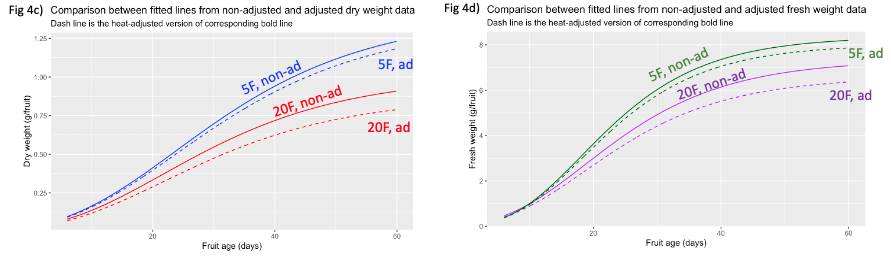 Fig 4c) Comparison between fitted lines from non-adjusted and adjusted dry weight data
Dash line is the heat-adjusted version of corresponding bold line
1.25
1.00
0.75
0.50
0.25
Dry weight (g/fruit)
5F, non-ad
5F, ad
20F, non-ad
20F, ad
20
40
60
Fruit age (days)
Fig 4d) Comparison between fitted lines from non-adjusted and adjusted fresh weight data
Dash line is the heat-adjusted version of corresponding bold line
8
6
4
2
0
Fresh weight (g/fruit)
5F, non-ad
5F, ad
20F, non-ad
20F, ad
20
40
60
Fruit age (days)